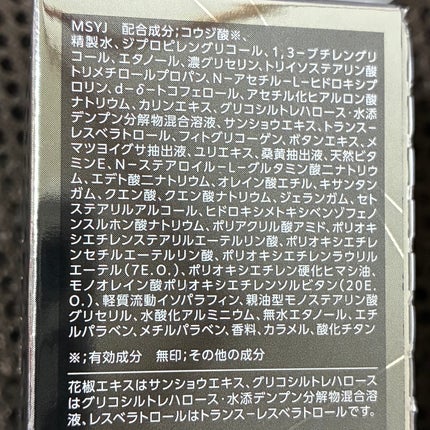 MSYJ 配合成分;コウジ酸※、
精製水、ジプロピレングリコール、1,3-ブチレングリ
コール、エタノール、濃グリセリン、トリイソステアリン酸
トリメチロールプロパン、N-アセチル-L-ヒドロキシプ
ロリン、d-δ-トコフェロール、アセチル化ヒアルロン酸
ナトリウム、カリンエキス、グリコシルトレハロース・水添
デンプン分解物混合溶液、サンショウエキス、トランス-
レスベラトロール、フィトグリコーゲン、ボタンエキス、メ
マツヨイグサ抽出液、ユリエキス、桑黄抽出液、天然ビタ
ミンE、N-ステアロイル-L-グルタミン酸ニナトリウ
ム、エデト酸ニナトリウム、オレイン酸エチル、キサンタン
ガム、クエン酸、クエン酸ナトリウム、ジェランガム、セト
ステアリルアルコール、ヒドロキシメトキシベンゾフェノ
ンスルホン酸ナトリウム、ポリアクリル酸アミド、ポリオキ
シエチレンステアリルエーテルリン酸、ポリオキシエチレ
ンセチルエーテルリン酸、ポリオキシエチレンラウリル
エーテル(7E.O.)、ポリオキシエチレン硬化ヒマシ油、
モノオレイン酸ポリオキシエチレンソルビタン(20E.
O.)、軽質流動イソパラフィン、親油型モノステアリン酸
グリセリル、水酸化アルミニウム、無水エタノール、エチ
ルパラベン、メチルパラベン、香料、カラメル、酸化チタン
※;有効成分 無印;その他の成分
花椒エキスはサンショウエキス、グリコシルトレハロース
はグリコシルトレハロース・水添デンプン分解物混合溶
液、レスベラトロールはトランス-レスベラトロールです。